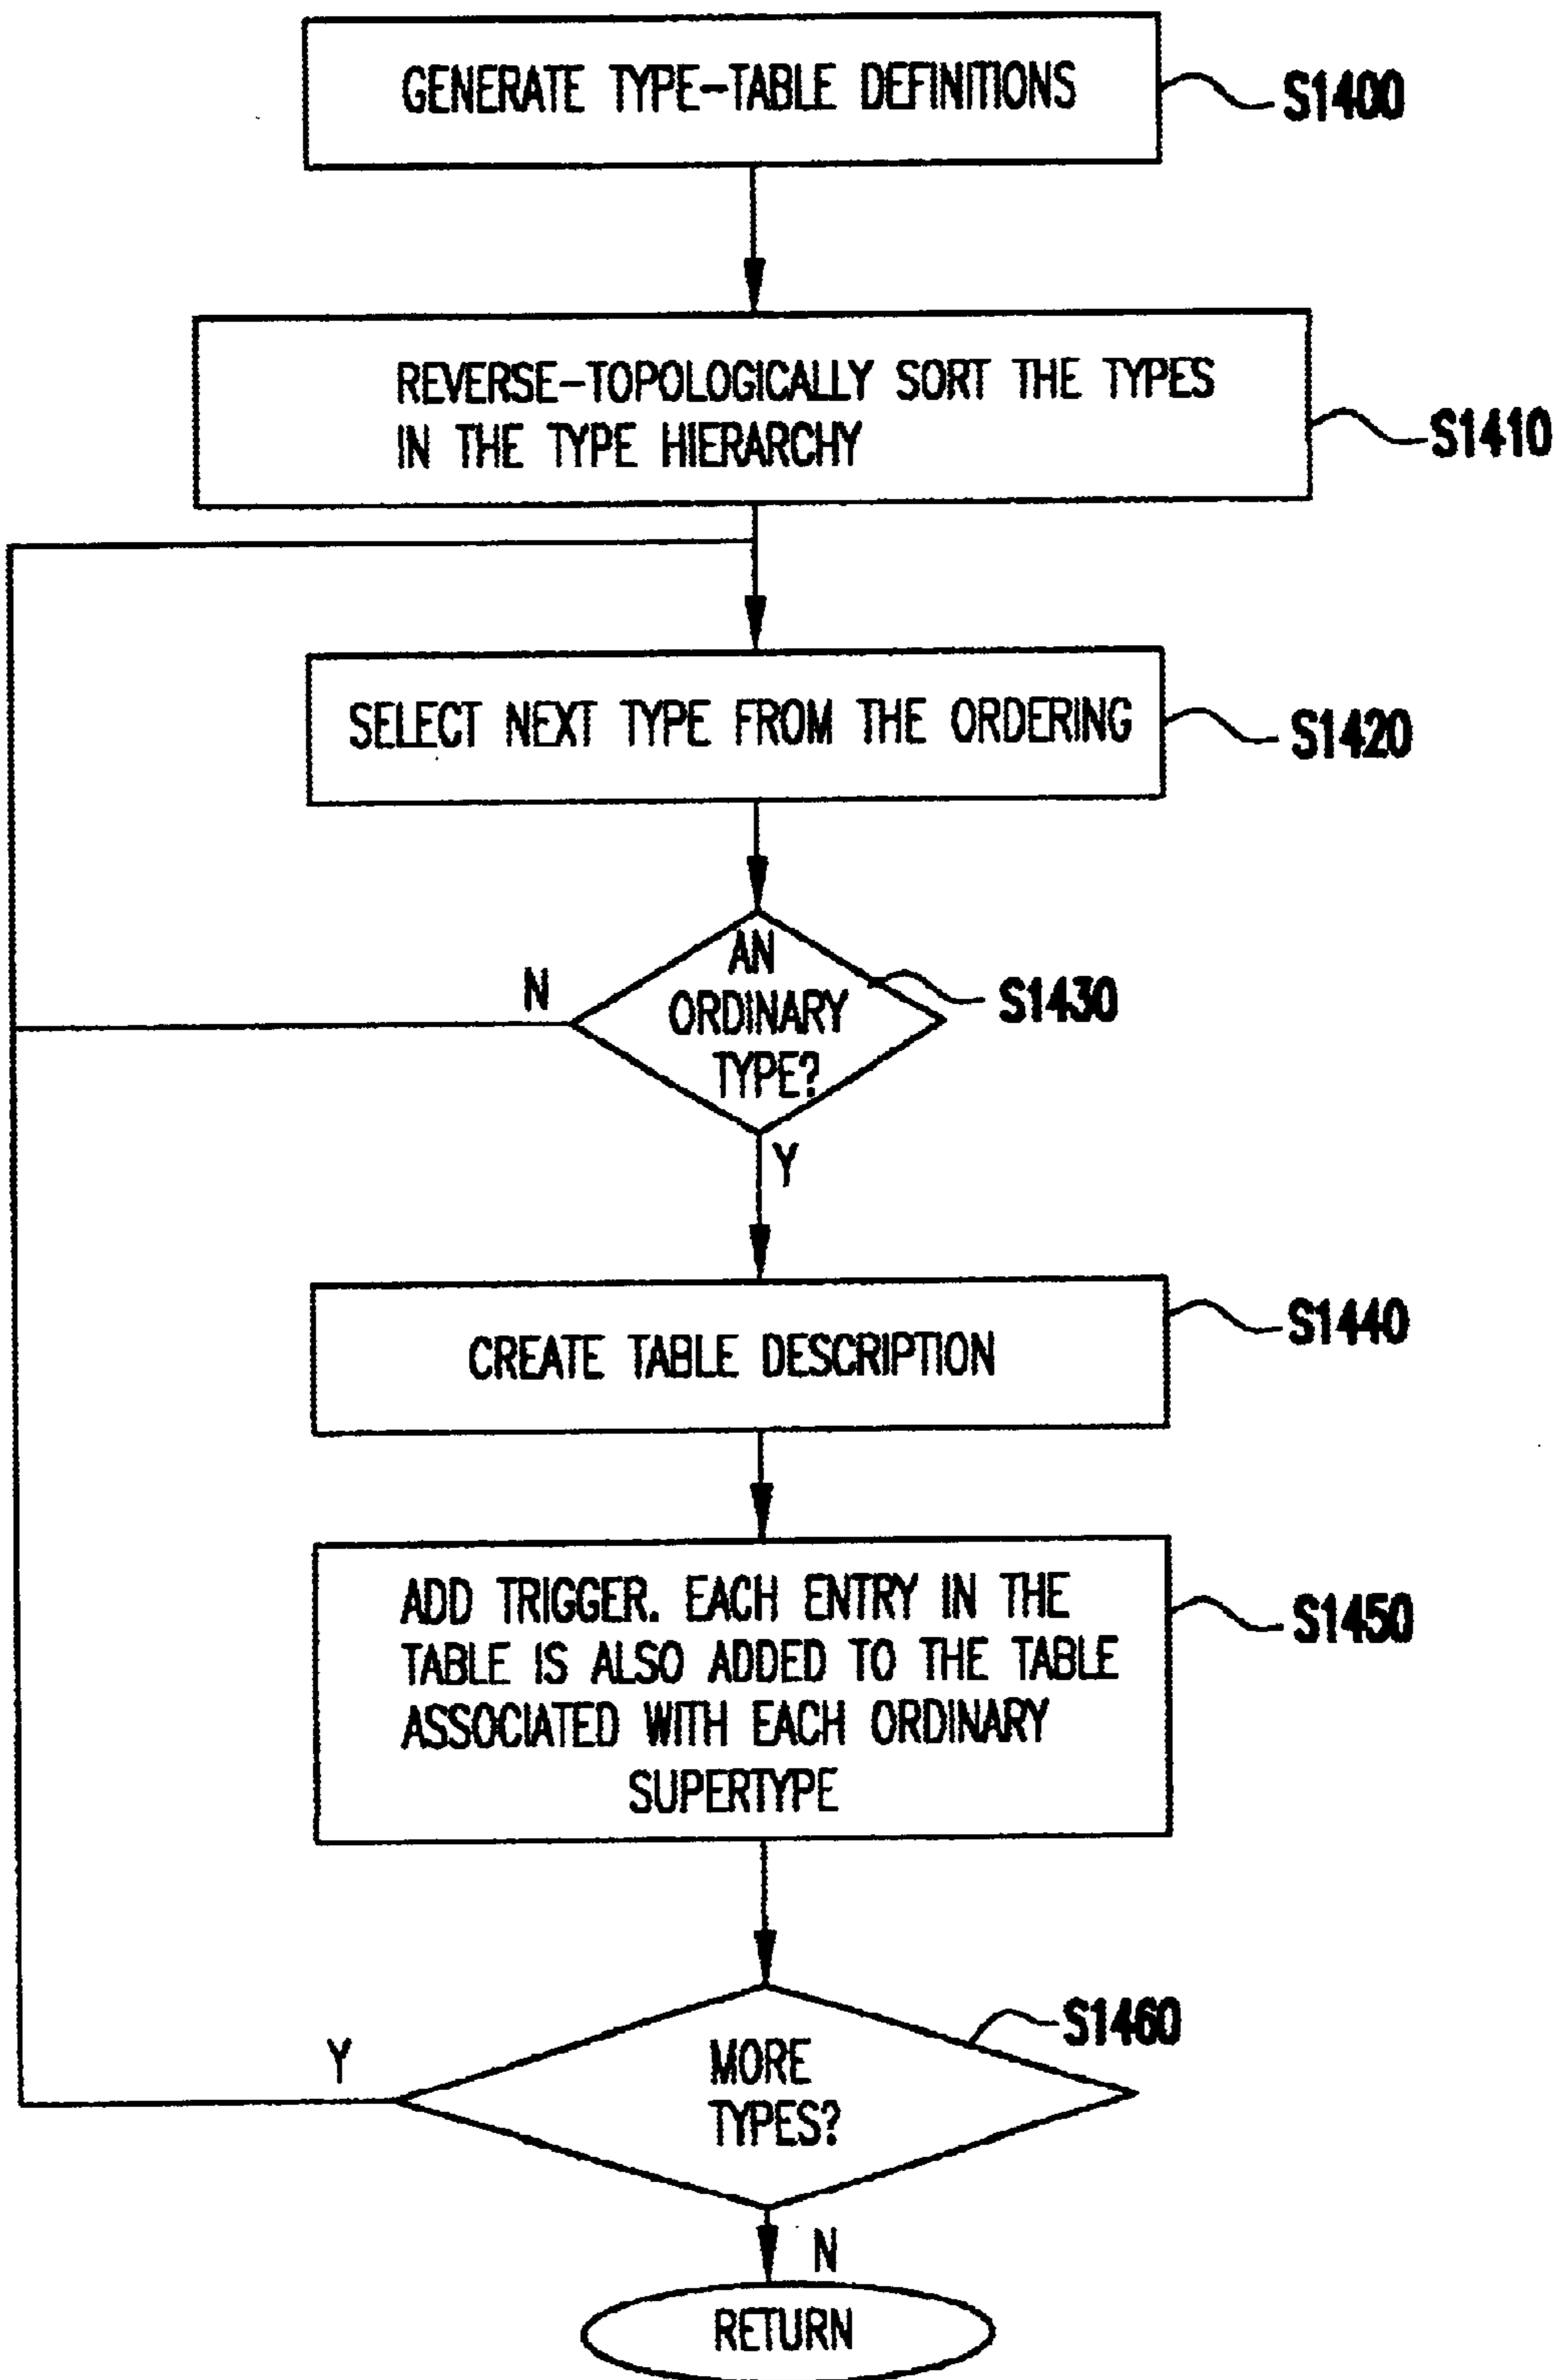 GENERATE TYPE-TABLE DEFINITIONS
S1400
REVERSE-TOPOLOGICALLY SORT THE TYPES
IN THE TYPE HIERARCHY
S1410
SELECT NEXT TYPE FROM THE ORDERING
S1420
AN
ORDINARY
TYPE?
S1430
N
Y
CREATE TABLE DESCRIPTION
S1440
ADD TRIGGER. EACH ENTRY IN THE
TABLE IS ALSO ADDED TO THE TABLE
ASSOCIATED WITH EACH ORDINARY
SUPERTYPE
S1450
MORE
TYPES?
S1460
Y
N
RETURN